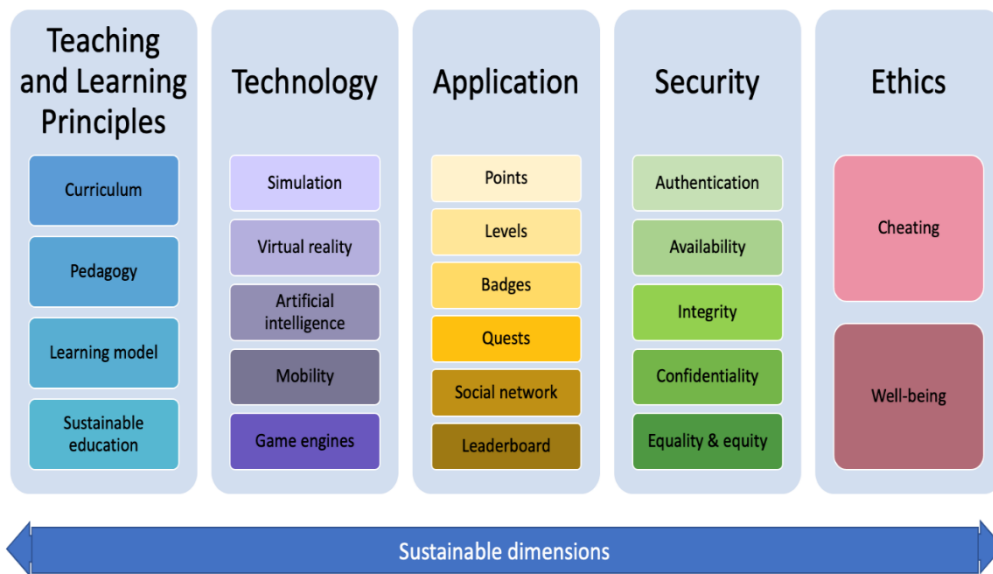 Teaching
and Learning
Principles
Curriculum
Pedagogy
Learning model
Sustainable
education
Technology
Simulation
Virtual reality
Artificial
intelligence
Mobility
Game engines
Application
Points
Levels
Badges
Quests
Social network
Leaderboard
Security
Authentication
Availability
Integrity
Confidentiality
Equality & equity
Ethics
Cheating
Well-being
Sustainable dimensions